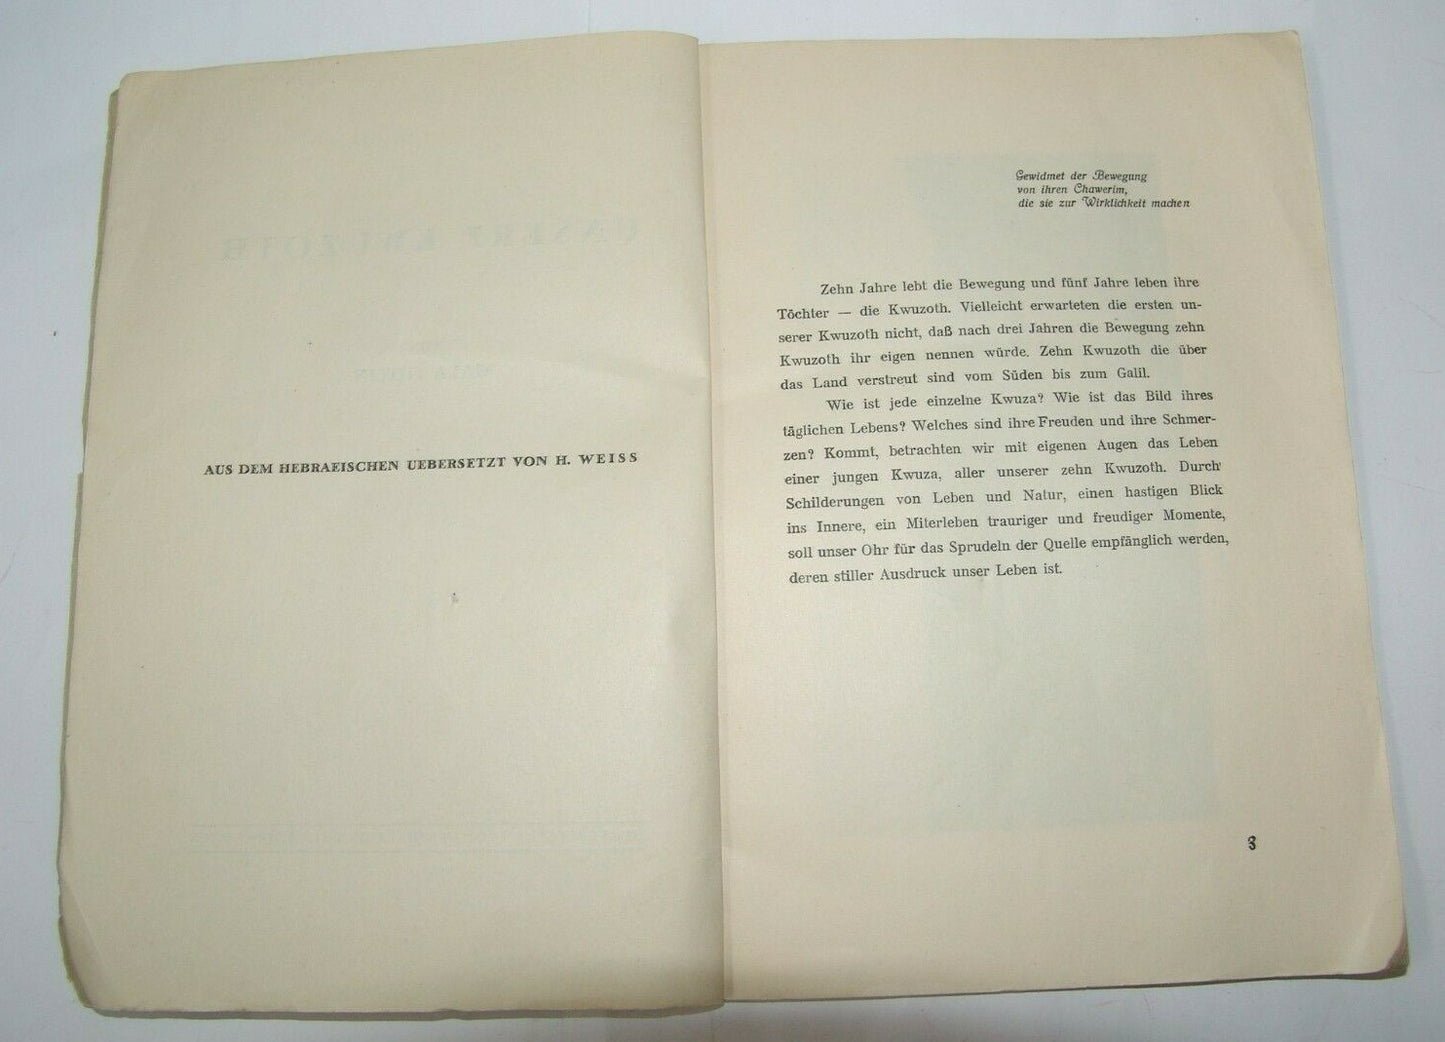 AUS DEM HEBRAEISCHEN UEBERSETZT VON H. WEISS
Gewidmet der Bewegung
von ihren Chawerim,
die sie zur Wirklichkeit machen
Zehn Jahre lebt die Bewegung und fünf Jahre leben ihre
Töchter — die Kwuzoth. Vielleicht erwarteten die ersten un-
serer Kwuzoth nicht, daß nach drei Jahren die Bewegung zehn
Kwuzoth ihr eigen nennen würde. Zehn Kwuzoth die über
das Land verstreut sind vom Süden bis zum Galil.
Wie ist jede einzelne Kwuza? Wie ist das Bild ihres
täglichen Lebens? Welches sind ihre Freuden und ihre Schmer-
zen? Kommt, betrachten wir mit eigenen Augen das Leben
einer jungen Kwuza, aller unserer zehn Kwuzoth. Durch
Schilderungen von Leben und Natur, einen hastigen Blick
ins Innere, ein Miterleben trauriger und freudiger Momente,
soll unser Ohr für das Sprudeln der Quelle empfänglich werden,
deren stiller Ausdruck unser Leben ist.
3